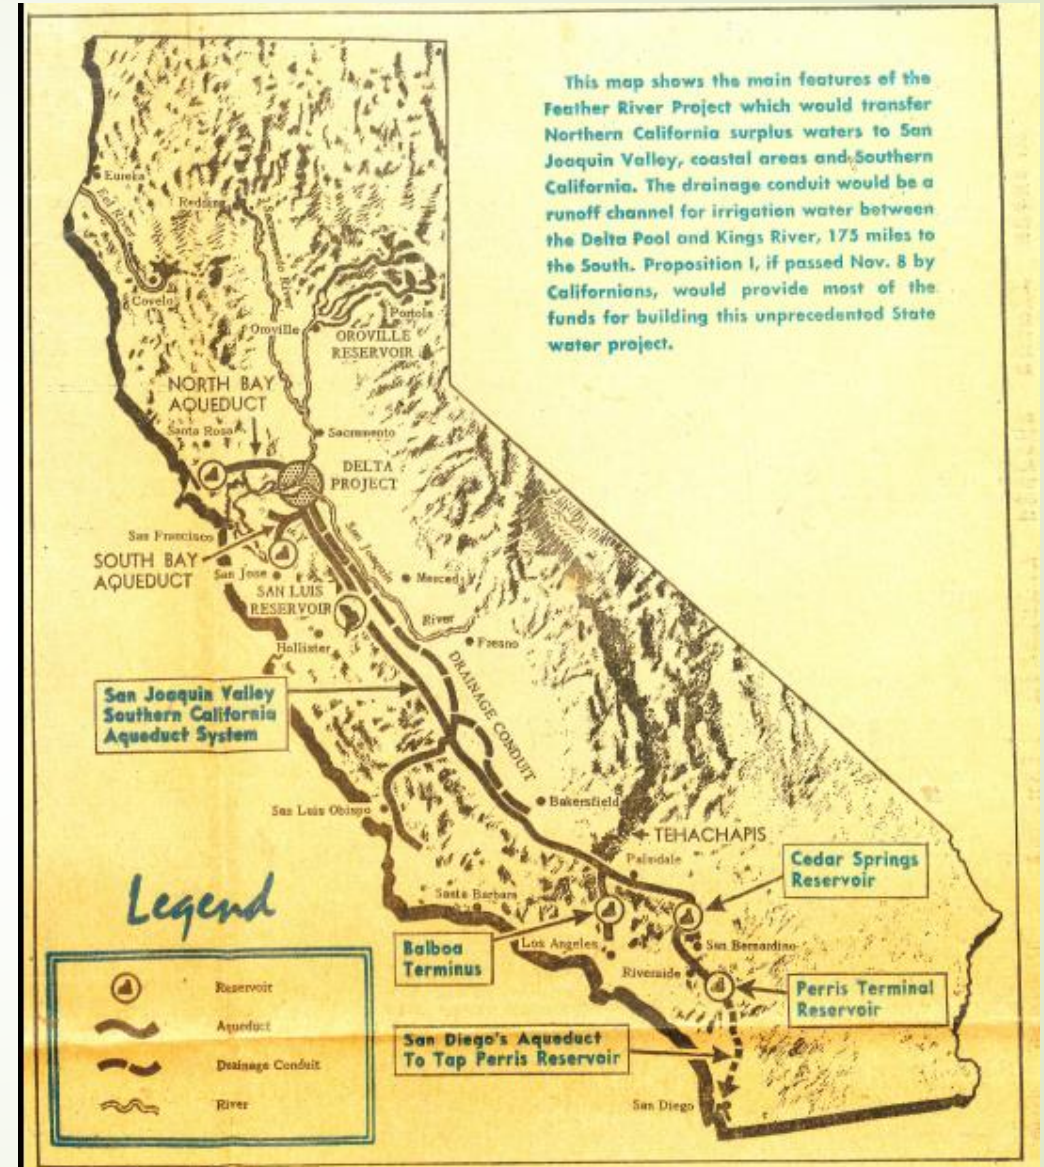 This map shows the main features of the
Feather River Project which would transfer
Northern California surplus waters to San
Joaquin Valley, coastal areas and Southern
California. The drainage conduit would be a
runoff channel for irrigation water between
the Delta Pool and Kings River, 175 miles to
the South. Proposition I, if passed Nov. 8 by
Californians, would provide most of the
funds for building this unprecedented State
water project.
Eureka
Eel River
Redding
Sacramento River
Covelo
Portola
Oroville
OROVILLE
RESERVOIR
NORTH BAY
AQUEDUCT
Santa Rosa
Sacramento
DELTA
PROJECT
San Francisco
SOUTH BAY
AQUEDUCT
San Jose
San Joaquin
River
Merced
SAN LUIS
RESERVOIR
Hollister
Fresno
San Joaquin Valley
Southern California
Aqueduct System
DRAINAGE CONDUIT
San Luis Obispo
Bakersfield
TEHACHAPIS
Palmdale
Cedar Springs
Reservoir
Santa Barbara
Balboa
Terminus
Los Angeles
San Bernardino
Riverside
Perris Terminal
Reservoir
San Diego's Aqueduct
To Tap Perris Reservoir
San Diego
Legend
Reservoir
Aqueduct
Drainage Conduit
River